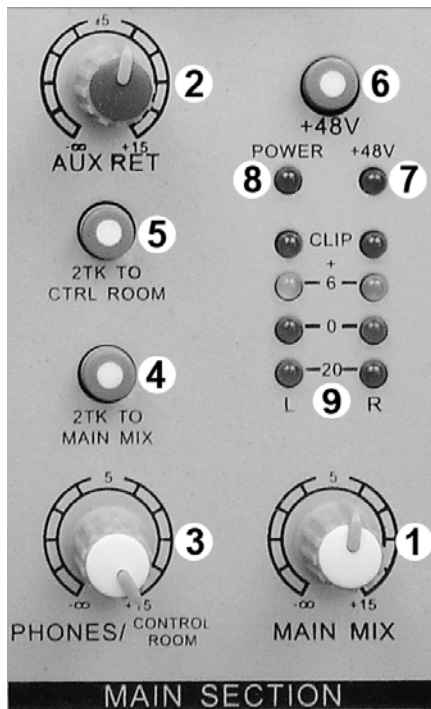 +5
2
6
-∞
+15
AUX RET
+48V
POWER
+48V
8
7
5
CLIP
+
6
2TK TO
CTRL ROOM
0
4
20
L
9
R
2TK TO
MAIN MIX
5
3
-∞
+15
PHONES/ CONTROL
ROOM
5
1
-∞
+15
MAIN MIX
MAIN SECTION